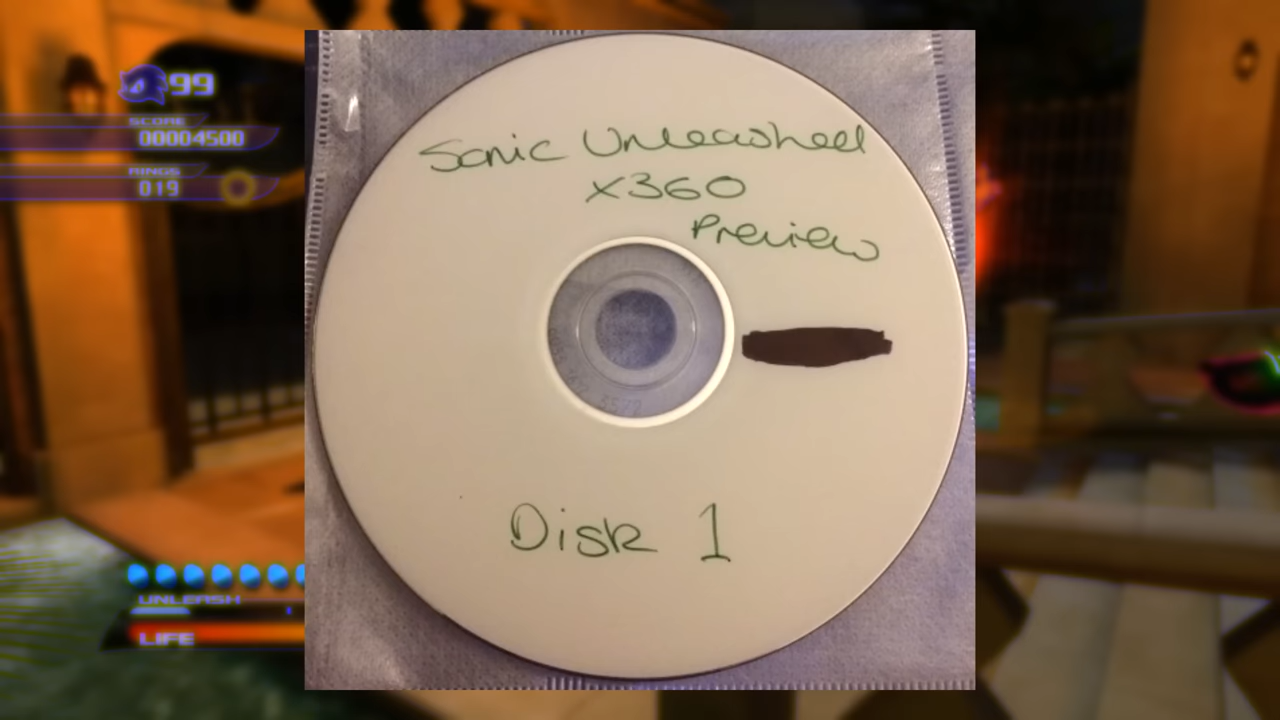 99
SCORE
00004500
RINGS
019
Sonic Unleashed
X360
Preview
Disk 1
UNLEASH
LIFE